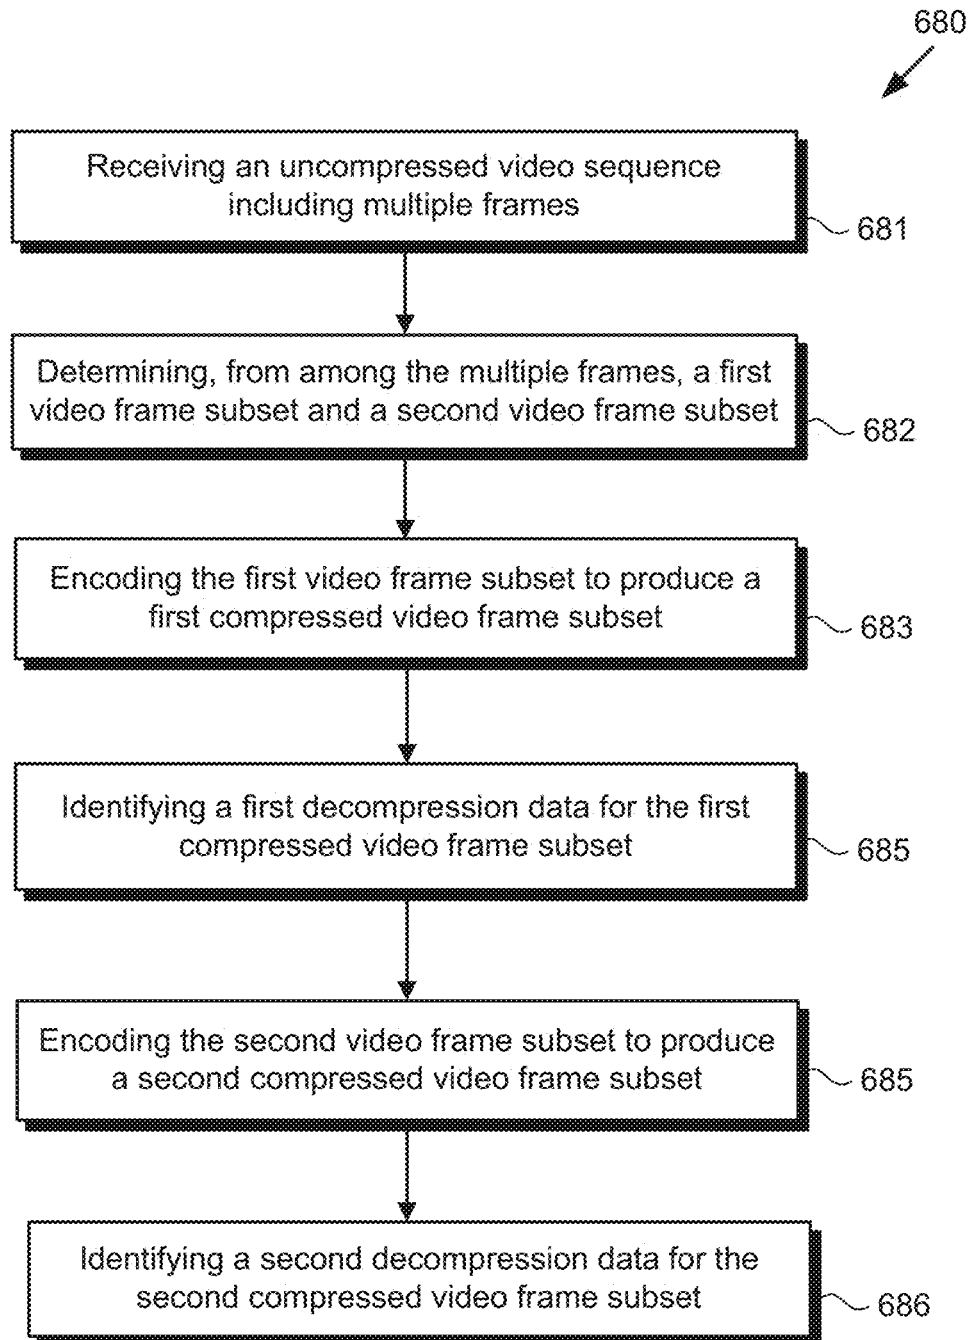 680
Receiving an uncompressed video sequence
including multiple frames
681
Determining, from among the multiple frames, a first
video frame subset and a second video frame subset
682
Encoding the first video frame subset to produce a
first compressed video frame subset
683
Identifying a first decompression data for the first
compressed video frame subset
685
Encoding the second video frame subset to produce
a second compressed video frame subset
685
Identifying a second decompression data for the
second compressed video frame subset
686